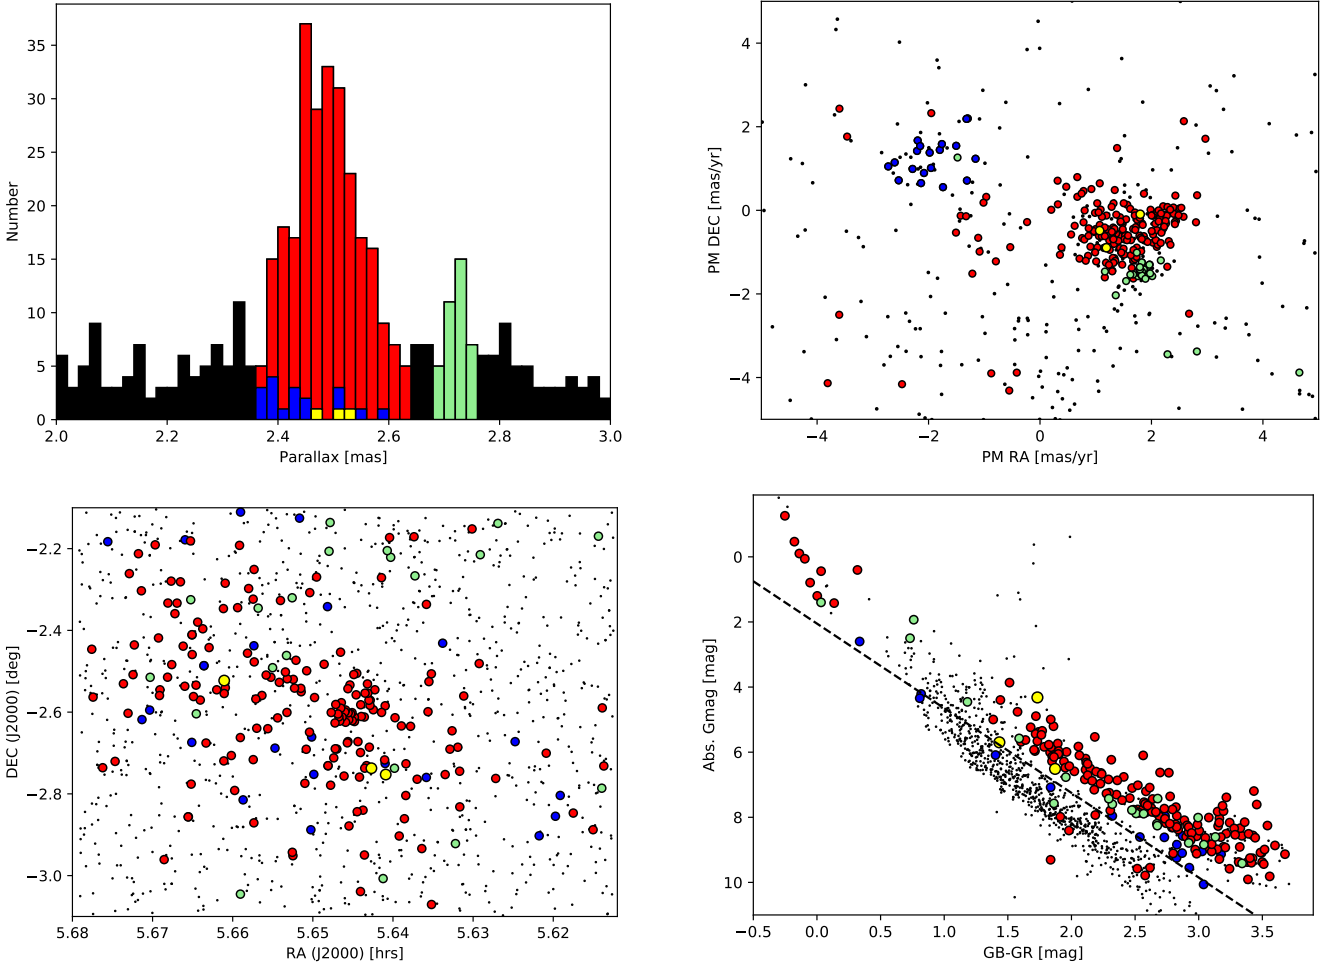 Number
35
30
25
20
15
10
5
0
2.0 2.2 2.4 2.6 2.8 3.0
Parallax [mas]
PM DEC [mas/yr]
4
2
0
−2
−4
−4 −2 0 2 4
PM RA [mas/yr]
DEC (J2000) [deg]
−2.2
−2.4
−2.6
−2.8
−3.0
5.68 5.67 5.66 5.65 5.64 5.63 5.62
RA (J2000) [hrs]
Abs. Gmag [mag]
0
2
4
6
8
10
−0.5 0.0 0.5 1.0 1.5 2.0 2.5 3.0 3.5
GB-GR [mag]